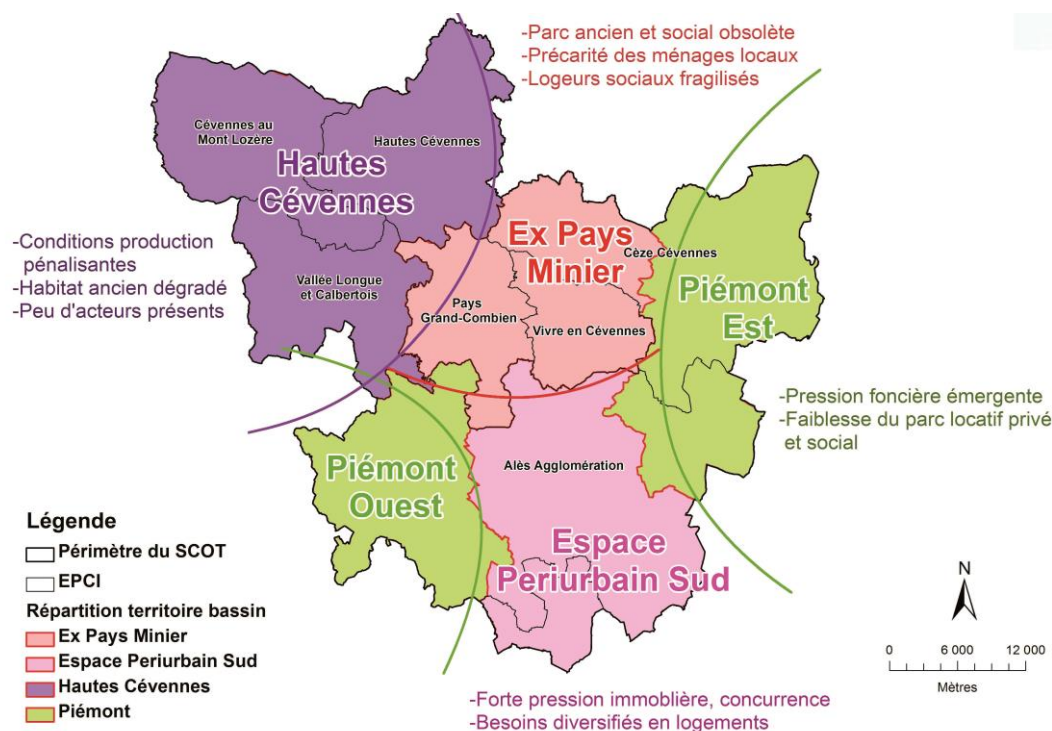 -Parc ancien et social obsolète
-Précarité des ménages locaux
-Logeurs sociaux fragilisés
Cévennes au
Mont Lozère
Hautes Cévennes
Hautes
Cévennes
Ex Pays
Minier
Cèze Cévennes
-Conditions production
pénalisantes
-Habitat ancien dégradé
-Peu d'acteurs présents
Vallée Longue
et Calbertois
Pays
Grand-Combien
Vivre en Cévennes
Piémont
Est
-Pression foncière émergente
-Faiblesse du parc locatif privé
et social
Piémont
Ouest
Alès Agglomération
Espace
Periurbain Sud
Légende
Périmètre du SCOT
EPCI
Répartition territoire bassin
Ex Pays Minier
Espace Periurbain Sud
Hautes Cévennes
Piémont
N
0 6 000 12 000
Mètres
-Forte pression immoblière, concurrence
-Besoins diversifiés en logements